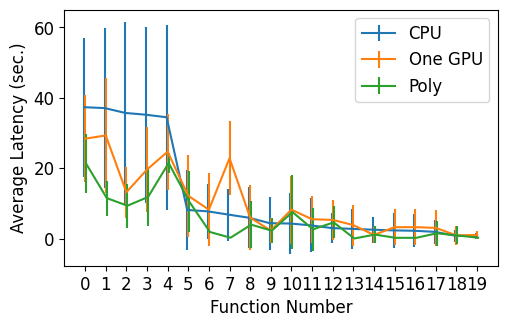 60
40
20
0
Average Latency (sec.)
CPU
One GPU
Poly
0 1 2 3 4 5 6 7 8 9 10 11 12 13 14 15 16 17 18 19
Function Number